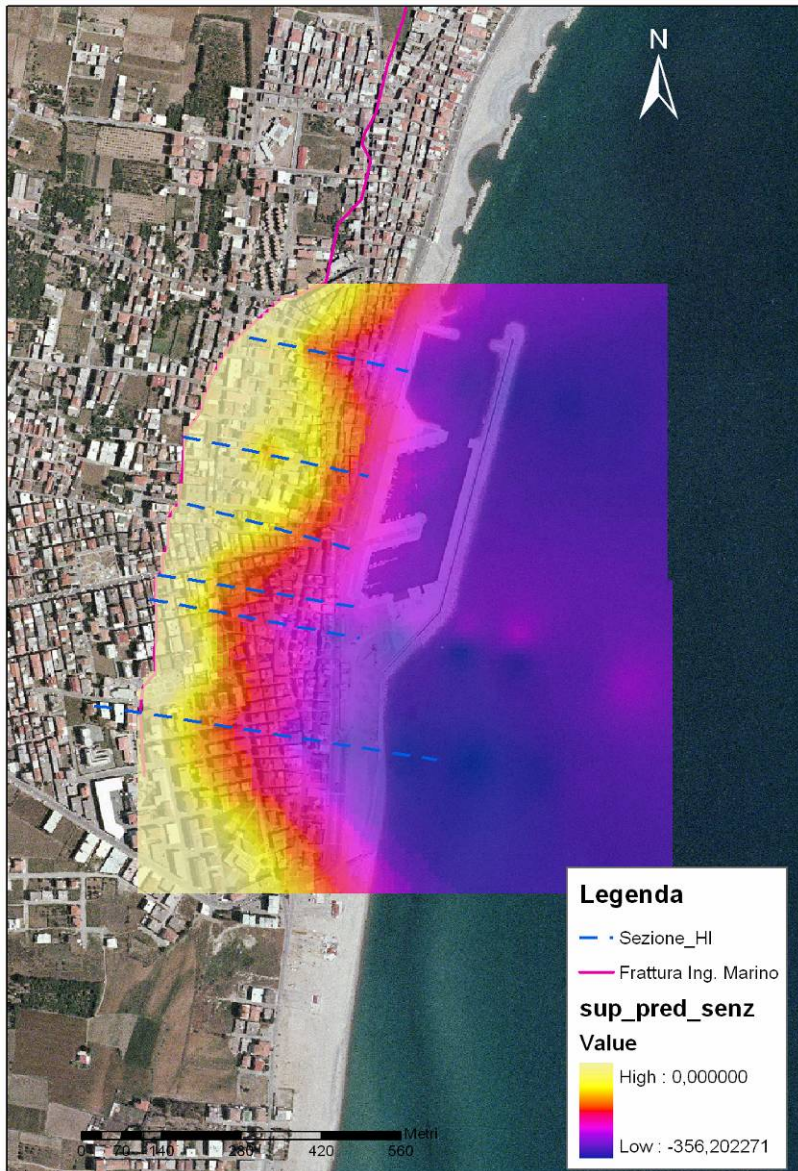 N
Legenda
Sezione_HI
Frattura Ing. Marino
sup_pred_senz
Value
High : 0,000000
Low : -356,202271
0 70 140 280 420 560 Metri